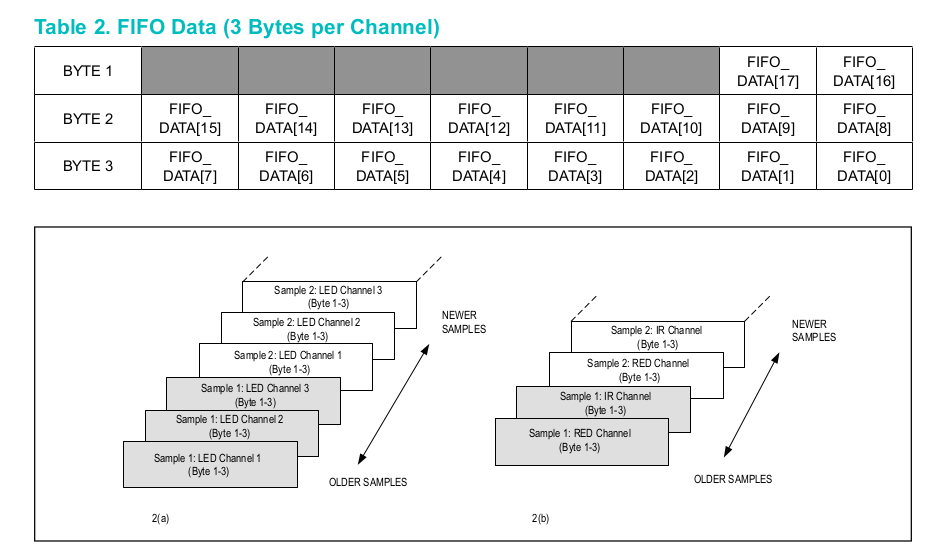 Table 2. FIFO Data (3 Bytes per Channel)
BYTE 1 FIFO_ DATA[17] FIFO_ DATA[16]
BYTE 2 FIFO_ DATA[15] FIFO_ DATA[14] FIFO_ DATA[13] FIFO_ DATA[12] FIFO_ DATA[11] FIFO_ DATA[10] FIFO_ DATA[9] FIFO_ DATA[8]
BYTE 3 FIFO_ DATA[7] FIFO_ DATA[6] FIFO_ DATA[5] FIFO_ DATA[4] FIFO_ DATA[3] FIFO_ DATA[2] FIFO_ DATA[1] FIFO_ DATA[0]
Sample 2: LED Channel 3
(Byte 1-3)
Sample 2: LED Channel 2
(Byte 1-3)
Sample 2: LED Channel 1
(Byte 1-3)
Sample 1: LED Channel 3
(Byte 1-3)
Sample 1: LED Channel 2
(Byte 1-3)
Sample 1: LED Channel 1
(Byte 1-3)
NEWER
SAMPLES
OLDER SAMPLES
2(a)
Sample 2: IR Channel
(Byte 1-3)
Sample 2: RED Channel
(Byte 1-3)
Sample 1: IR Channel
(Byte 1-3)
Sample 1: RED Channel
(Byte 1-3)
NEWER
SAMPLES
OLDER SAMPLES
2(b)